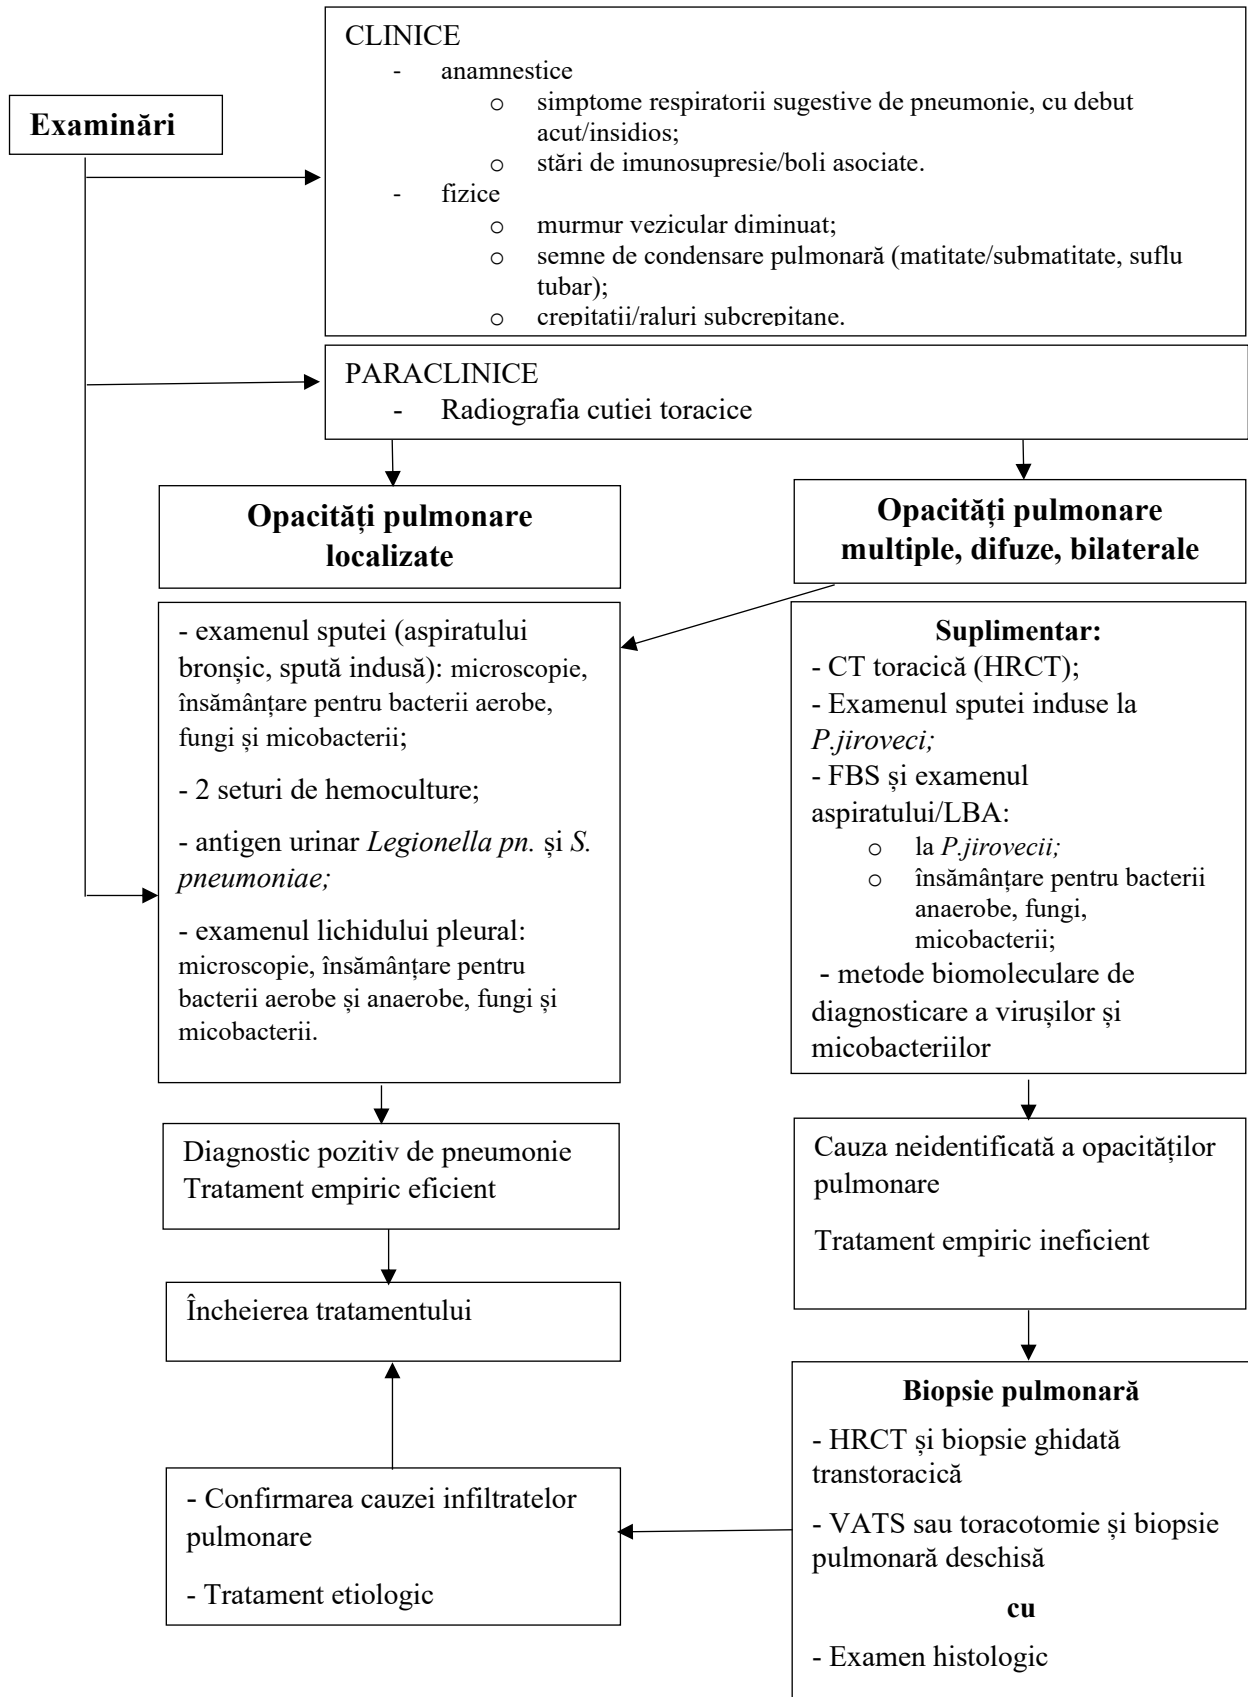 Examinări
CLINICE
- anamnestice
o simptome respiratorii sugestive de pneumonie, cu debut
acut/insidios;
o stări de imunosupresie/boli asociate.
- fizice
o murmur vezicular diminuat;
o semne de condensare pulmonară (matitate/submatitate, suflu
tubar);
o crepitații/raluri subcrepitane.
PARACLINICE
- Radiografia cutiei toracice
Opacități pulmonare
localizate
Opacități pulmonare
multiple, difuze, bilaterale
- examenul sputei (aspiratului
bronșic, spută indusă): microscopie,
însămânțare pentru bacterii aerobe,
fungi și micobacterii;
- 2 seturi de hemoculture;
- antigen urinar Legionella pn. și S.
pneumoniae;
- examenul lichidului pleural:
microscopie, însămânțare pentru
bacterii aerobe și anaerobe, fungi și
micobacterii.
Suplimentar:
- CT toracică (HRCT);
- Examenul sputei induse la
P.jiroveci;
- FBS și examenul
aspiratului/LBA:
o la P.jirovecii;
o însămânțare pentru bacterii
anaerobe, fungi,
micobacterii;
- metode biomoleculare de
diagnosticare a virușilor și
micobacteriilor
Diagnostic pozitiv de pneumonie
Tratament empiric eficient
Cauza neidentificată a opacităților
pulmonare
Tratament empiric ineficient
Încheierea tratamentului
Biopsie pulmonară
- HRCT și biopsie ghidată
transtoracică
- VATS sau toracotomie și biopsie
pulmonară deschisă
cu
- Examen histologic
- Confirmarea cauzei infiltratelor
pulmonare
- Tratament etiologic